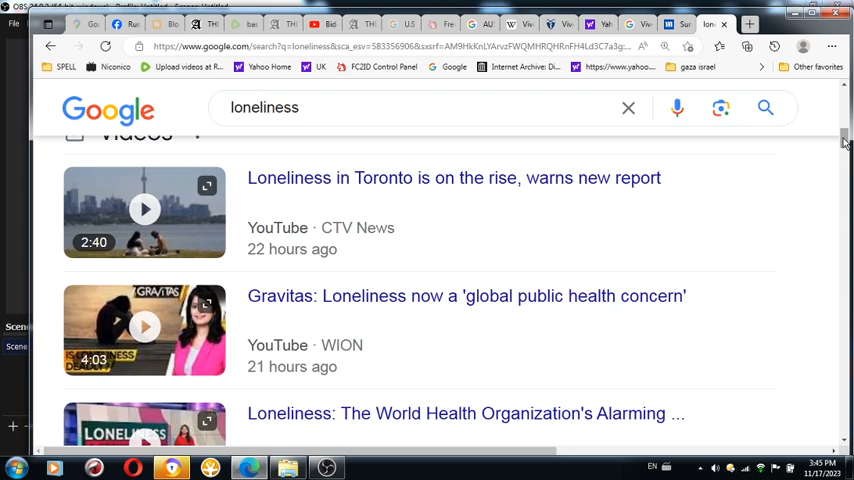 https://www.google.com/search?q=loneliness&sca_esv=583356906&sxsrf=AM9HkKnLYArvzFWQMHRQHRnFH4Ld3C7a3g:...
SPELL
Niconico
Upload videos at R...
Yahoo Home
UK
FC2ID Control Panel
Google
Internet Archive: Di...
https://www.yahoo....
gaza israel
Other favorites
Google
loneliness
Videos
Loneliness in Toronto is on the rise, warns new report
YouTube · CTV News
22 hours ago
2:40
Gravitas: Loneliness now a 'global public health concern'
YouTube · WION
21 hours ago
GRAVITAS
4:03
Loneliness: The World Health Organization's Alarming ...
LONELINESS
Scene
EN
3:45 PM
11/17/2023